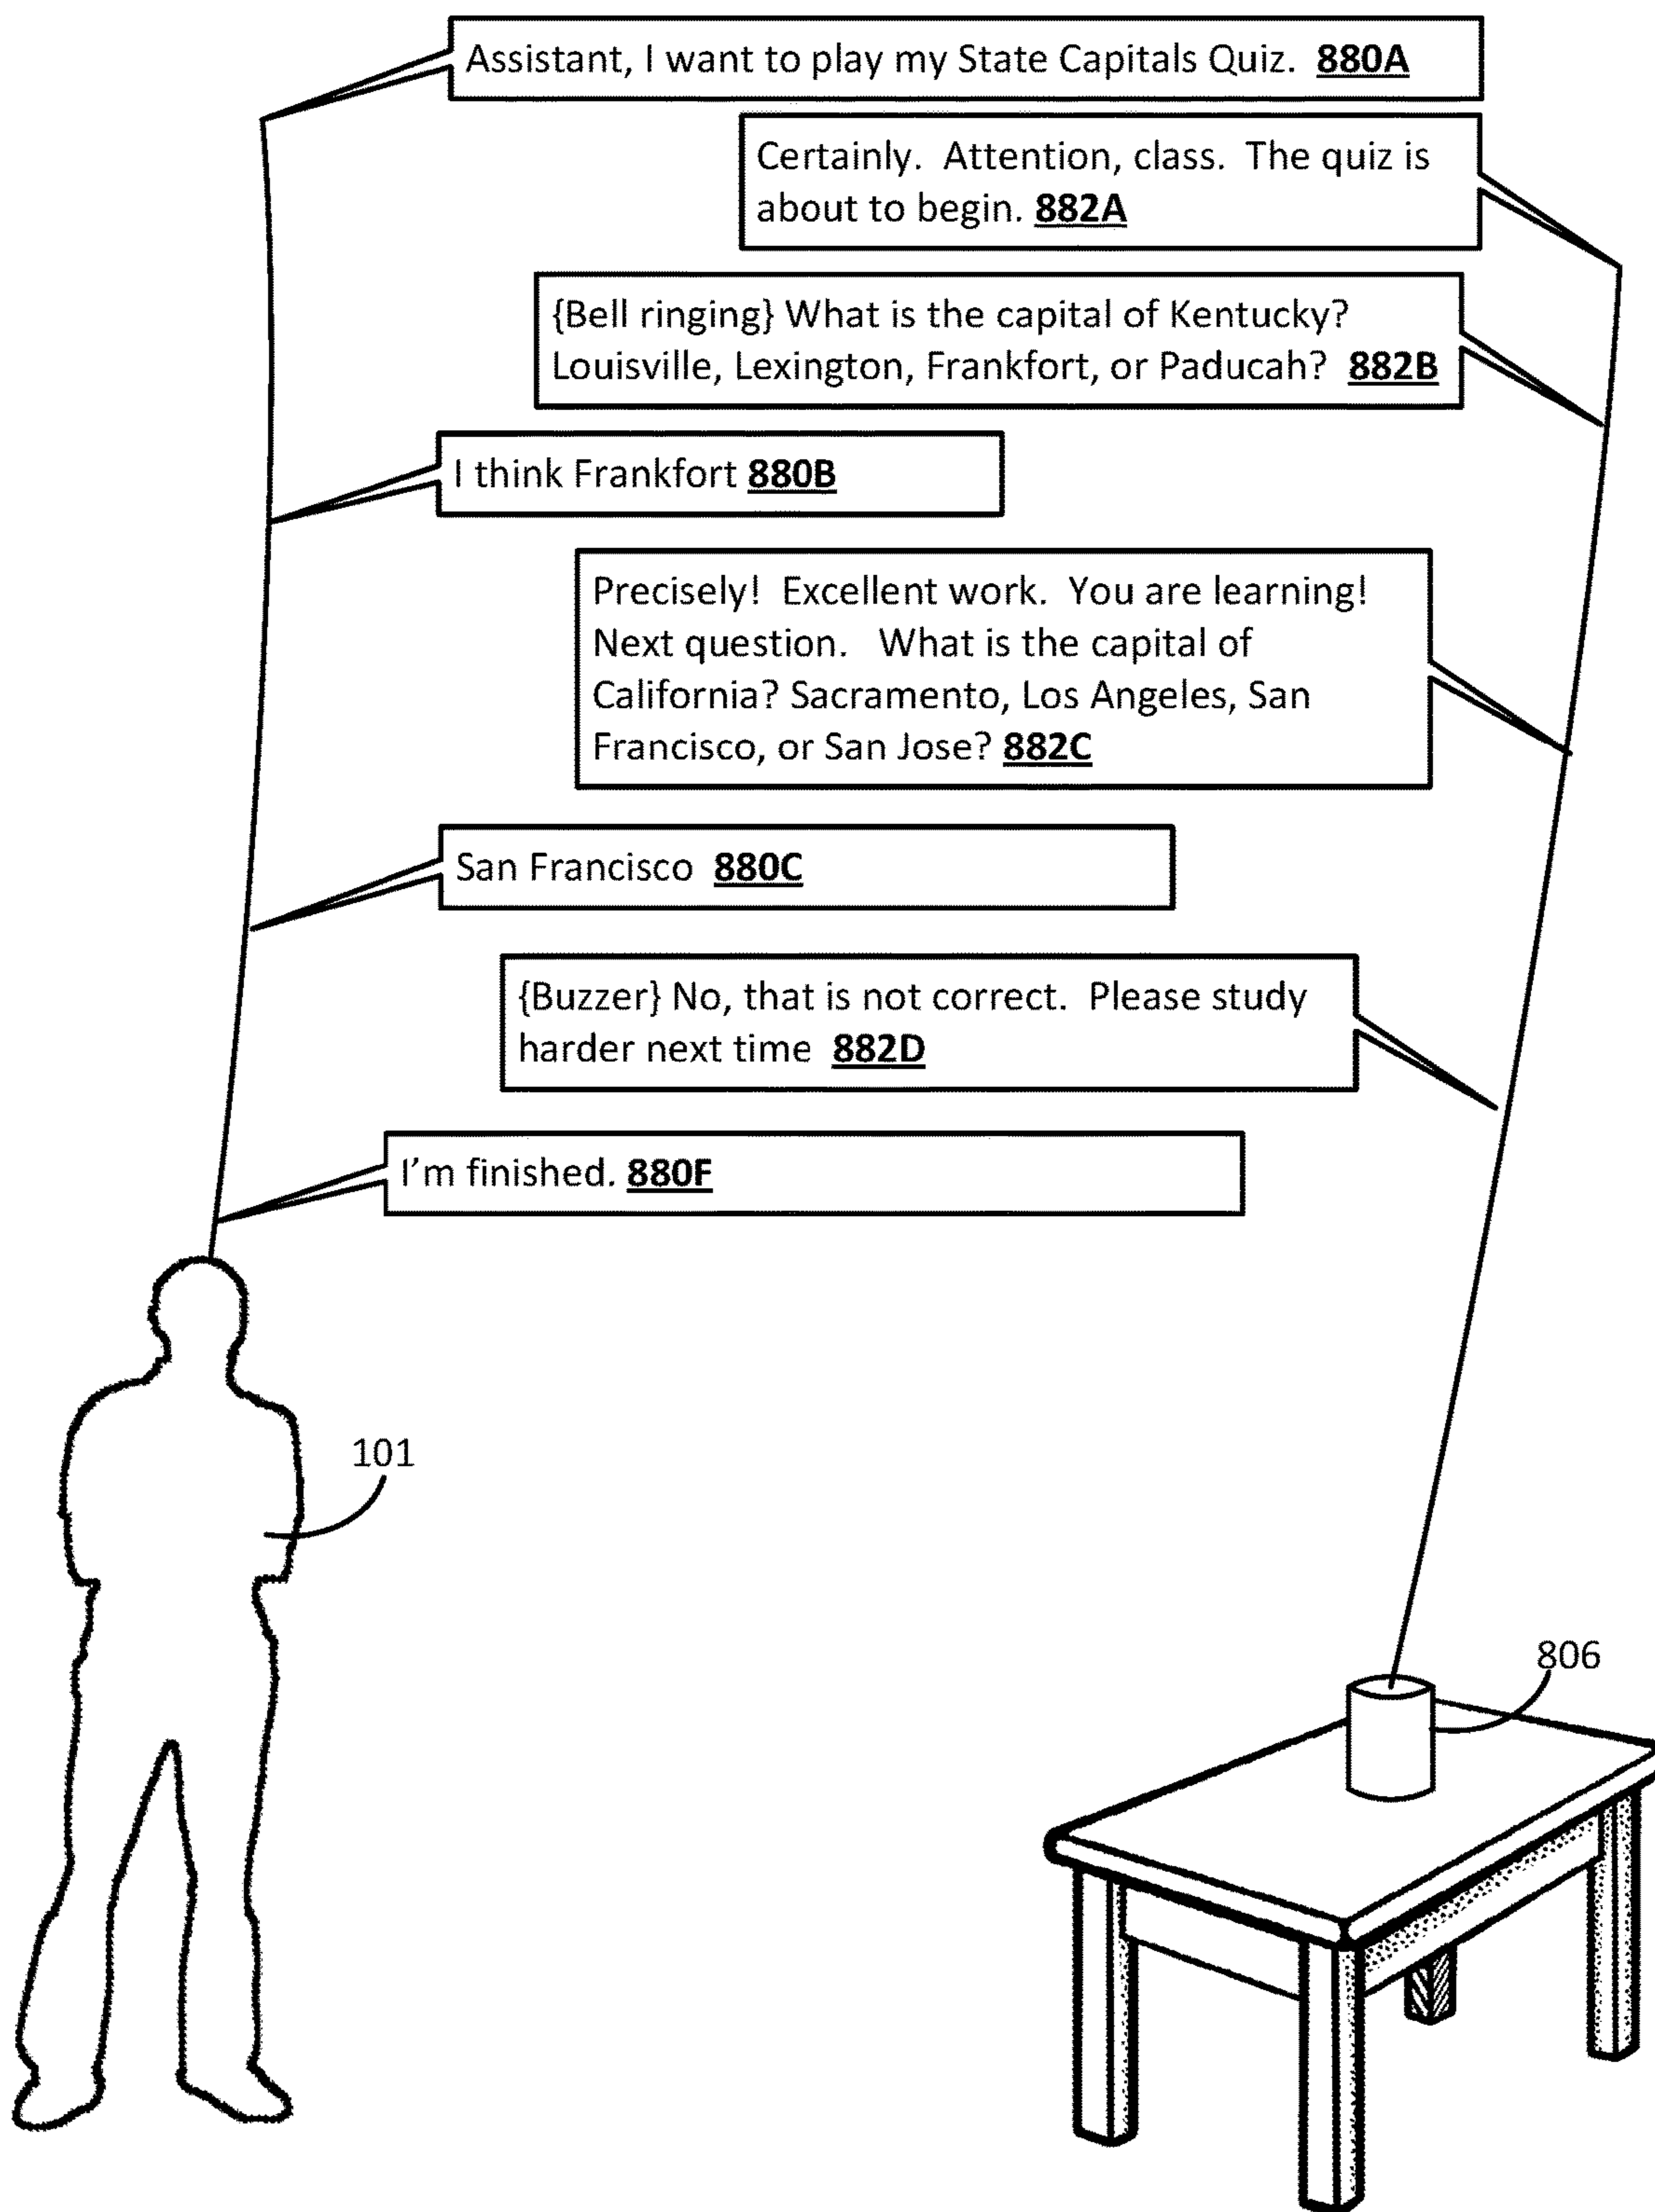 Assistant, I want to play my State Capitals Quiz.  880A
Certainly.  Attention, class.  The quiz is
about to begin. 882A
{Bell ringing} What is the capital of Kentucky?
Louisville, Lexington, Frankfort, or Paducah?  882B
I think Frankfort 880B
Precisely!  Excellent work.  You are learning!
Next question.   What is the capital of
California? Sacramento, Los Angeles, San
Francisco, or San Jose? 882C
San Francisco  880C
{Buzzer} No, that is not correct.  Please study
harder next time  882D
I’m finished. 880F
101
806